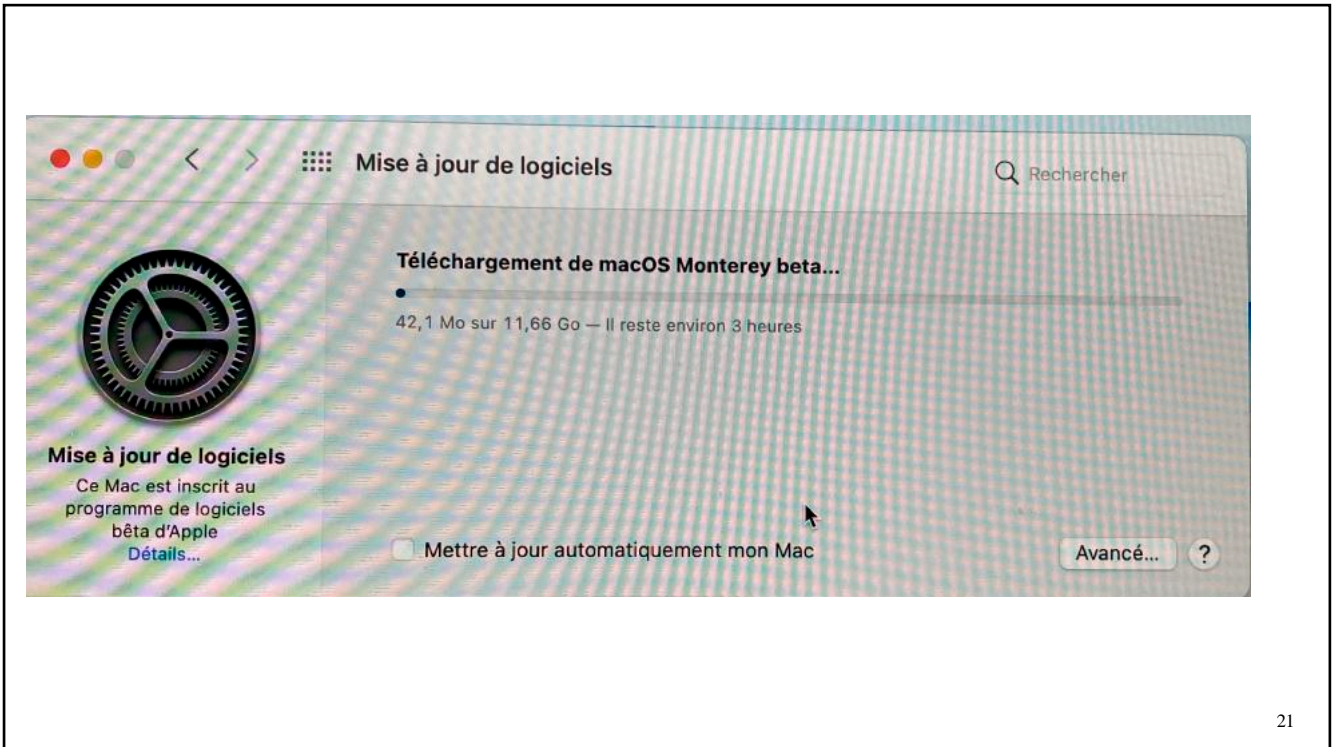 Mise à jour de logiciels
Rechercher
Téléchargement de macOS Monterey beta...
42,1 Mo sur 11,66 Go — Il reste environ 3 heures
Mise à jour de logiciels
Ce Mac est inscrit au
programme de logiciels
bêta d'Apple
Détails...
Mettre à jour automatiquement mon Mac
Avancé...
?
21